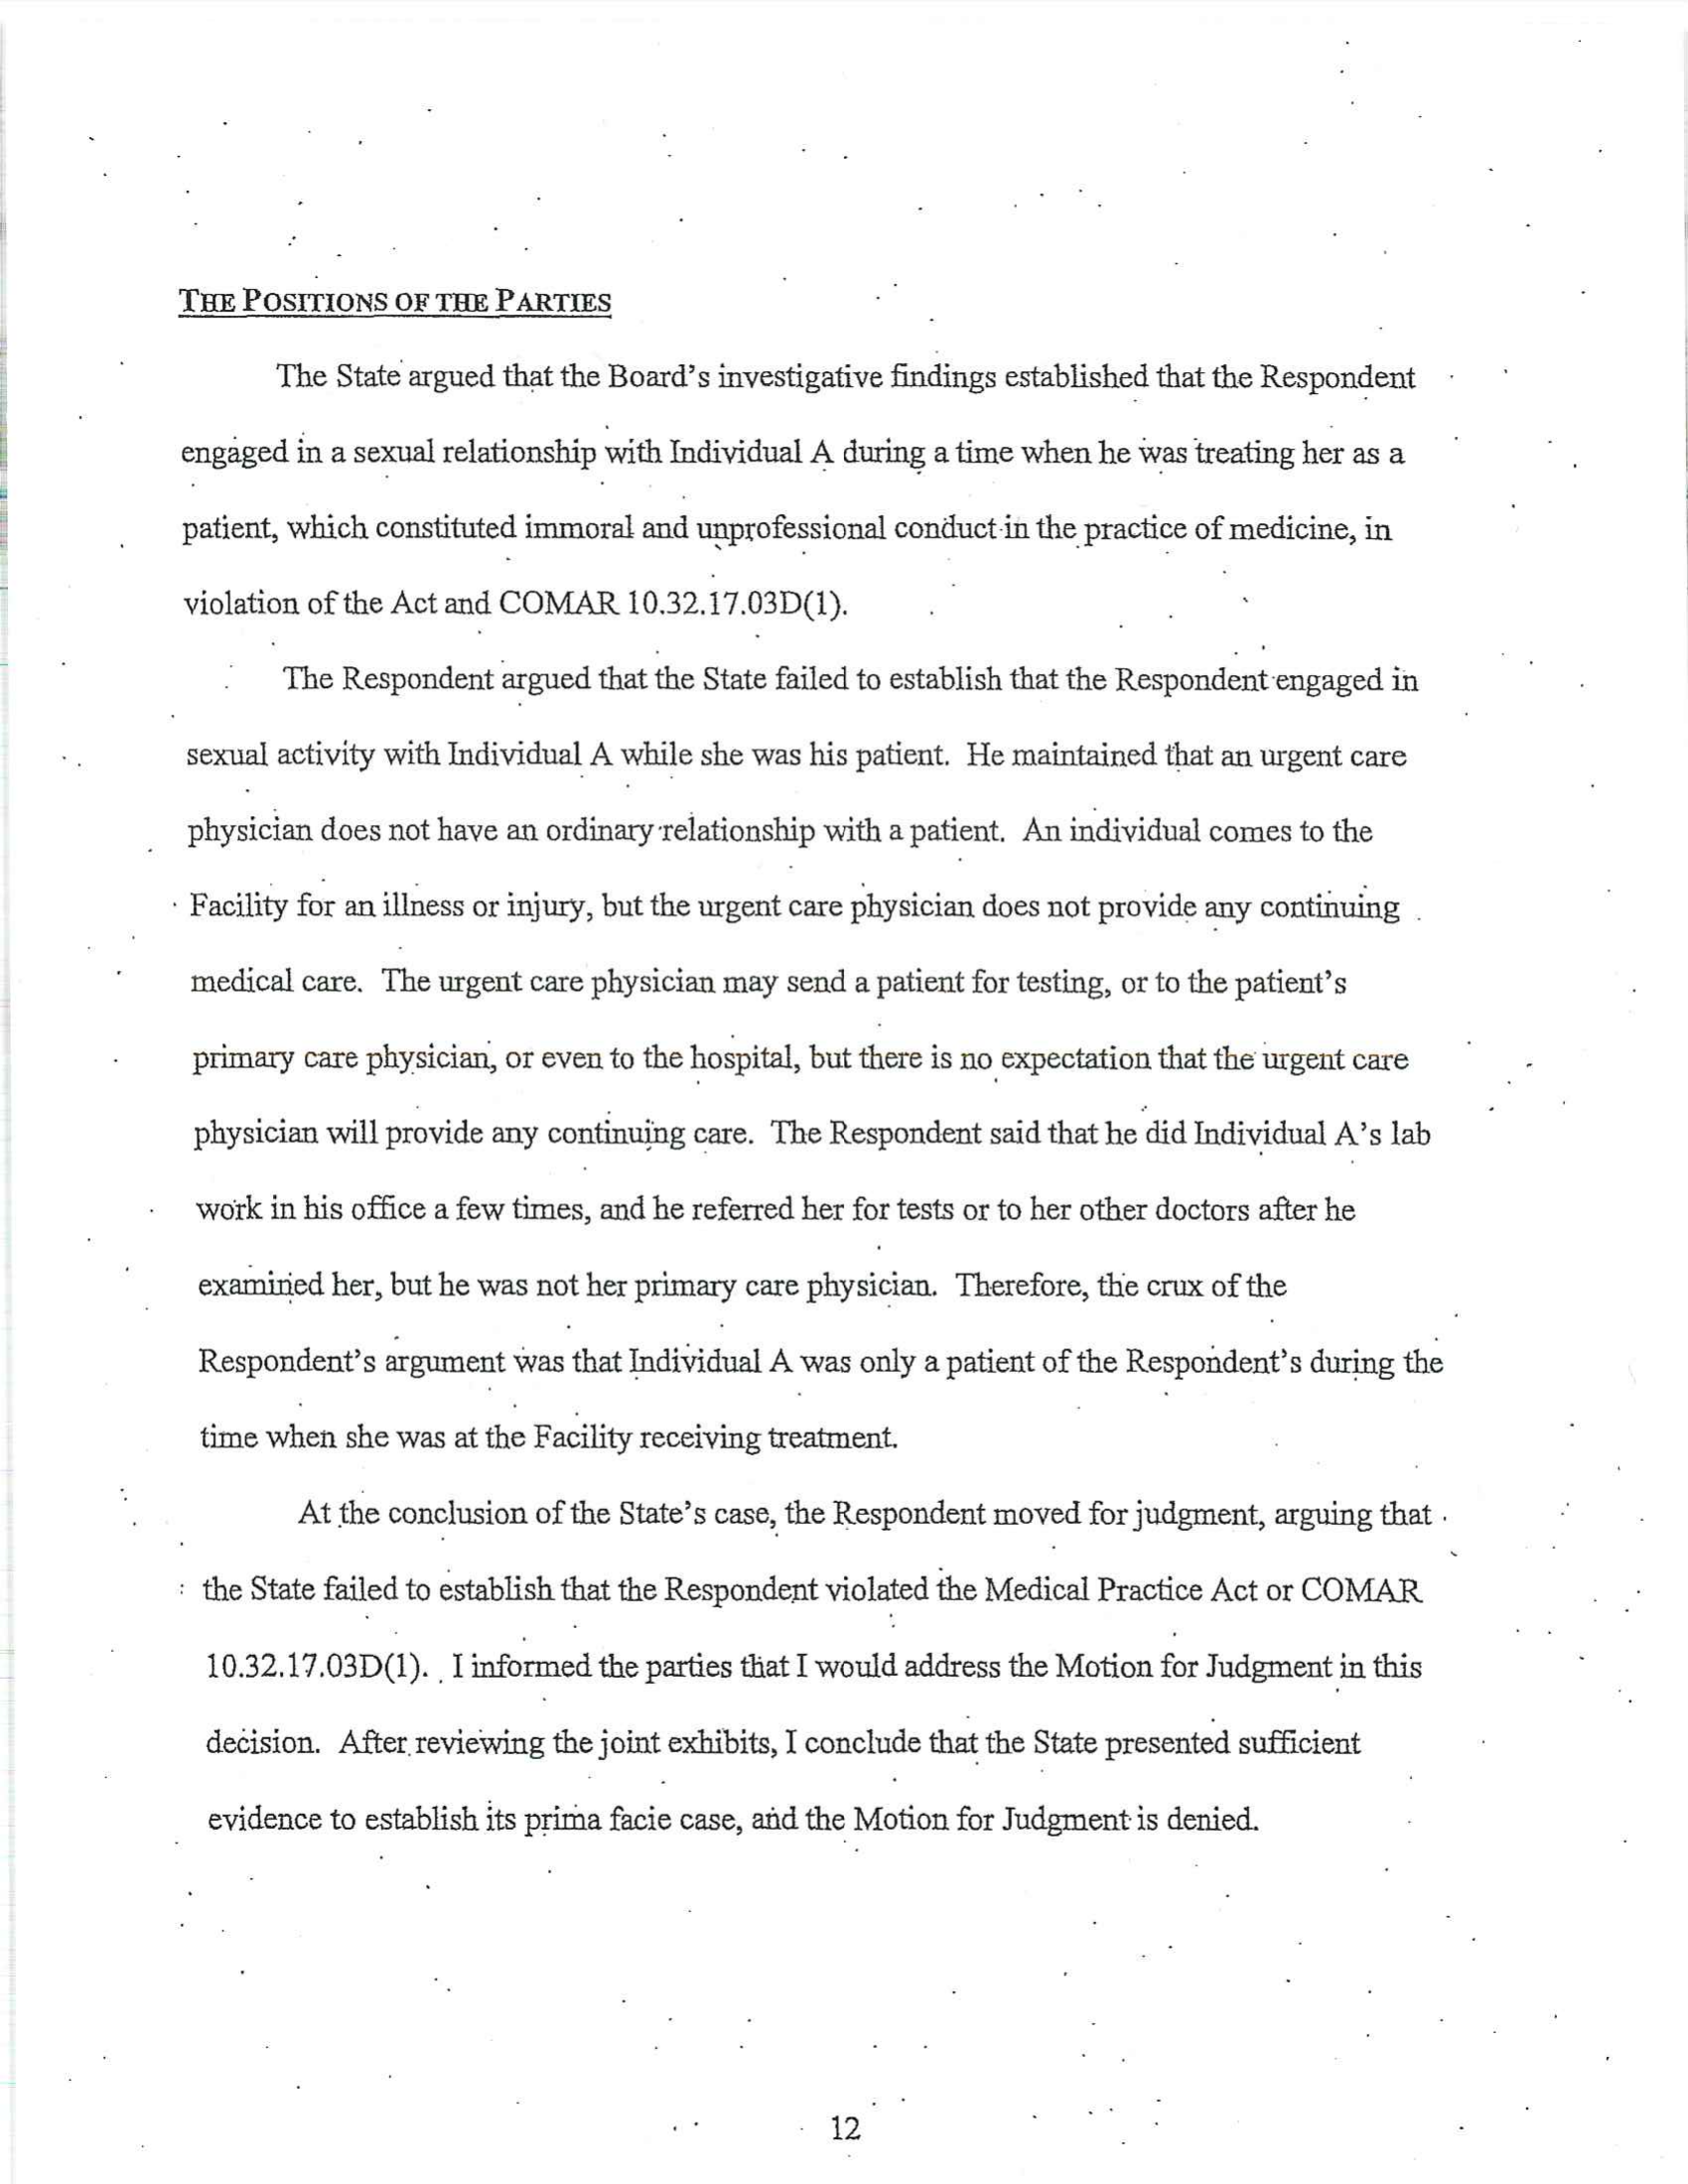 THE POSITIONS OF THE PARTIES
The State argued that the Board's investigative findings established that the Respondent
engaged in a sexual relationship with Individual A during a time when he was treating her as a
patient, which constituted immoral and unprofessional conduct in the practice of medicine, in
violation of the Act and COMAR 10.32.17.03D(1).
The Respondent argued that the State failed to establish that the Respondent engaged in
sexual activity with Individual A while she was his patient. He maintained that an urgent care
physician does not have an ordinary relationship with a patient. An individual comes to the
Facility for an illness or injury, but the urgent care physician does not provide any continuing
medical care. The urgent care physician may send a patient for testing, or to the patient's
primary care physician, or even to the hospital, but there is no expectation that the urgent care
physician will provide any continuing care. The Respondent said that he did Individual A's lab
work in his office a few times, and he referred her for tests or to her other doctors after he
examined her, but he was not her primary care physician. Therefore, the crux of the
Respondent's argument was that Individual A was only a patient of the Respondent's during the
time when she was at the Facility receiving treatment.
At the conclusion of the State's case, the Respondent moved for judgment, arguing that
the State failed to establish that the Respondent violated the Medical Practice Act or COMAR
10.32.17.03D(1). I informed the parties that I would address the Motion for Judgment in this
decision. After reviewing the joint exhibits, I conclude that the State presented sufficient
evidence to establish its prima facie case, and the Motion for Judgment is denied.
12